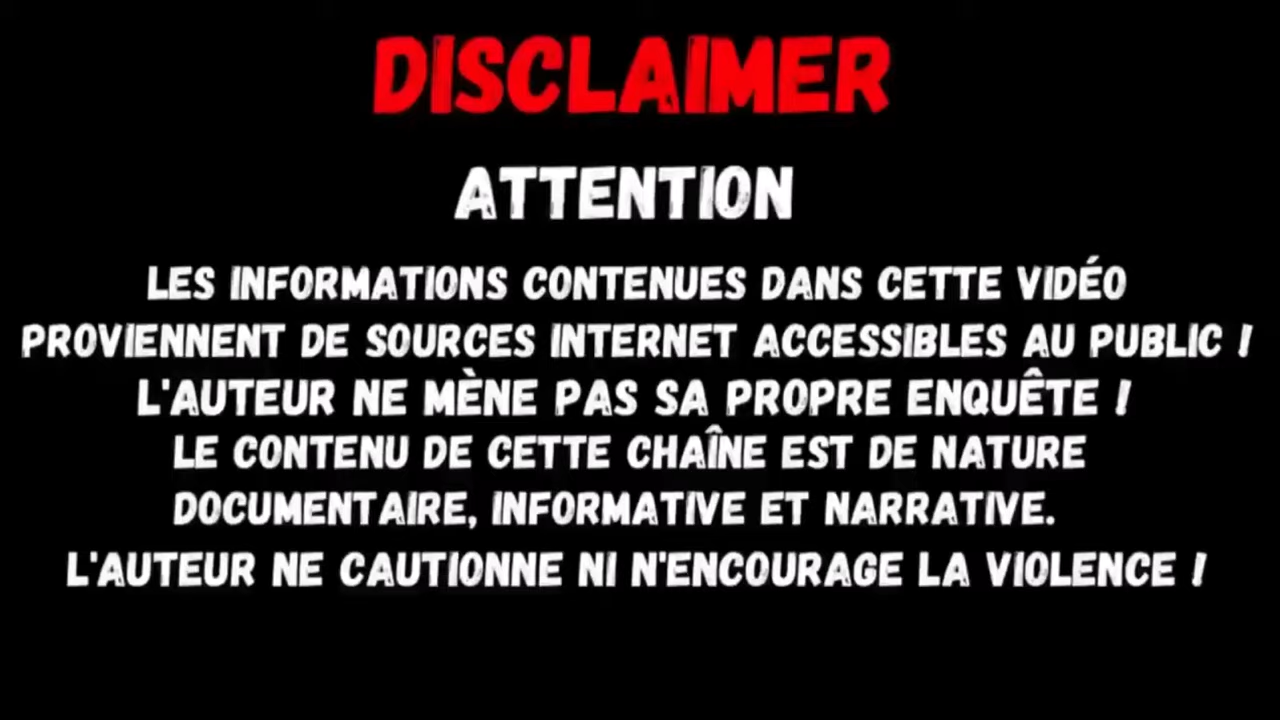 DISCLAIMER
ATTENTION
LES INFORMATIONS CONTENUES DANS CETTE VIDÉO
PROVIENNENT DE SOURCES INTERNET ACCESSIBLES AU PUBLIC !
L'AUTEUR NE MÈNE PAS SA PROPRE ENQUÊTE !
LE CONTENU DE CETTE CHAÎNE EST DE NATURE
DOCUMENTAIRE, INFORMATIVE ET NARRATIVE.
L'AUTEUR NE CAUTIONNE NI N'ENCOURAGE LA VIOLENCE !